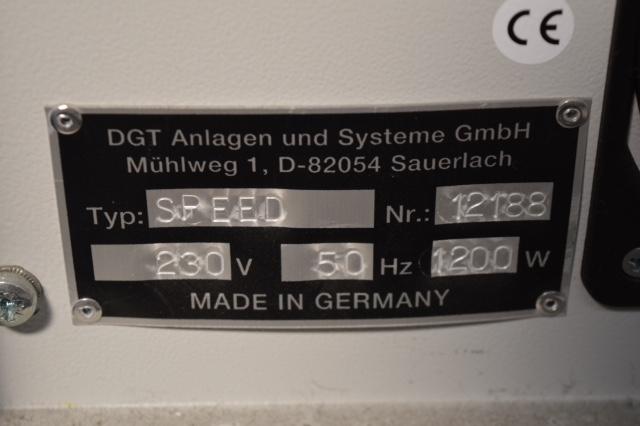 CE
DGT Anlagen und Systeme GmbH
Mühlweg 1, D-82054 Sauerlach
Typ: SPEED Nr.: 12188
230 V 50 Hz 1200 W
MADE IN GERMANY